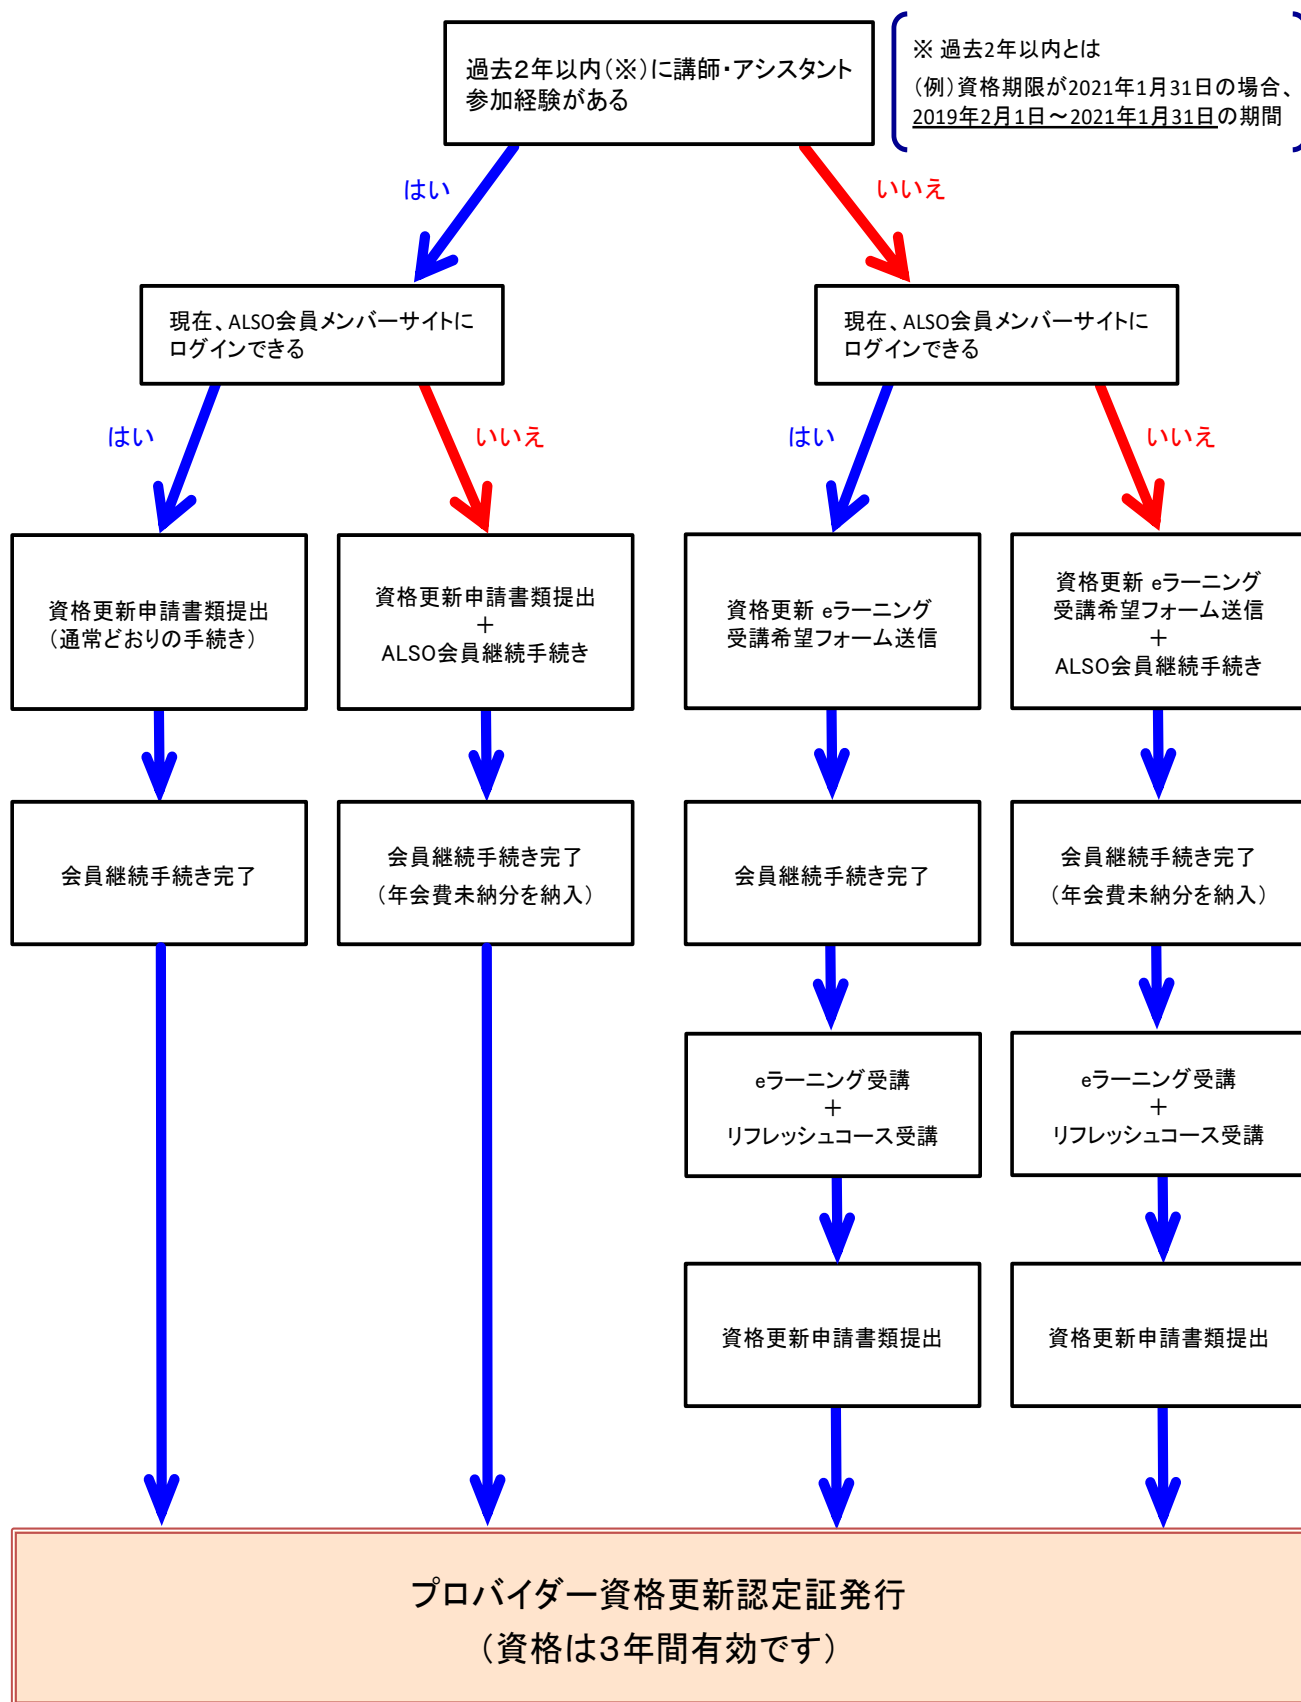 過去２年以内（※）に講師・アシスタント
参加経験がある
※ 過去2年以内とは
（例）資格期限が2021年1月31日の場合、
2019年2月1日～2021年1月31日の期間
はい
いいえ
現在、ALSO会員メンバーサイトに
ログインできる
現在、ALSO会員メンバーサイトに
ログインできる
はい
いいえ
はい
いいえ
資格更新申請書類提出
（通常どおりの手続き）
資格更新申請書類提出
＋
ALSO会員継続手続き
資格更新 eラーニング
受講希望フォーム送信
資格更新 eラーニング
受講希望フォーム送信
＋
ALSO会員継続手続き
会員継続手続き完了
会員継続手続き完了
（年会費未納分を納入）
会員継続手続き完了
会員継続手続き完了
（年会費未納分を納入）
eラーニング受講
＋
リフレッシュコース受講
eラーニング受講
＋
リフレッシュコース受講
資格更新申請書類提出
資格更新申請書類提出
プロバイダー資格更新認定証発行
（資格は３年間有効です）